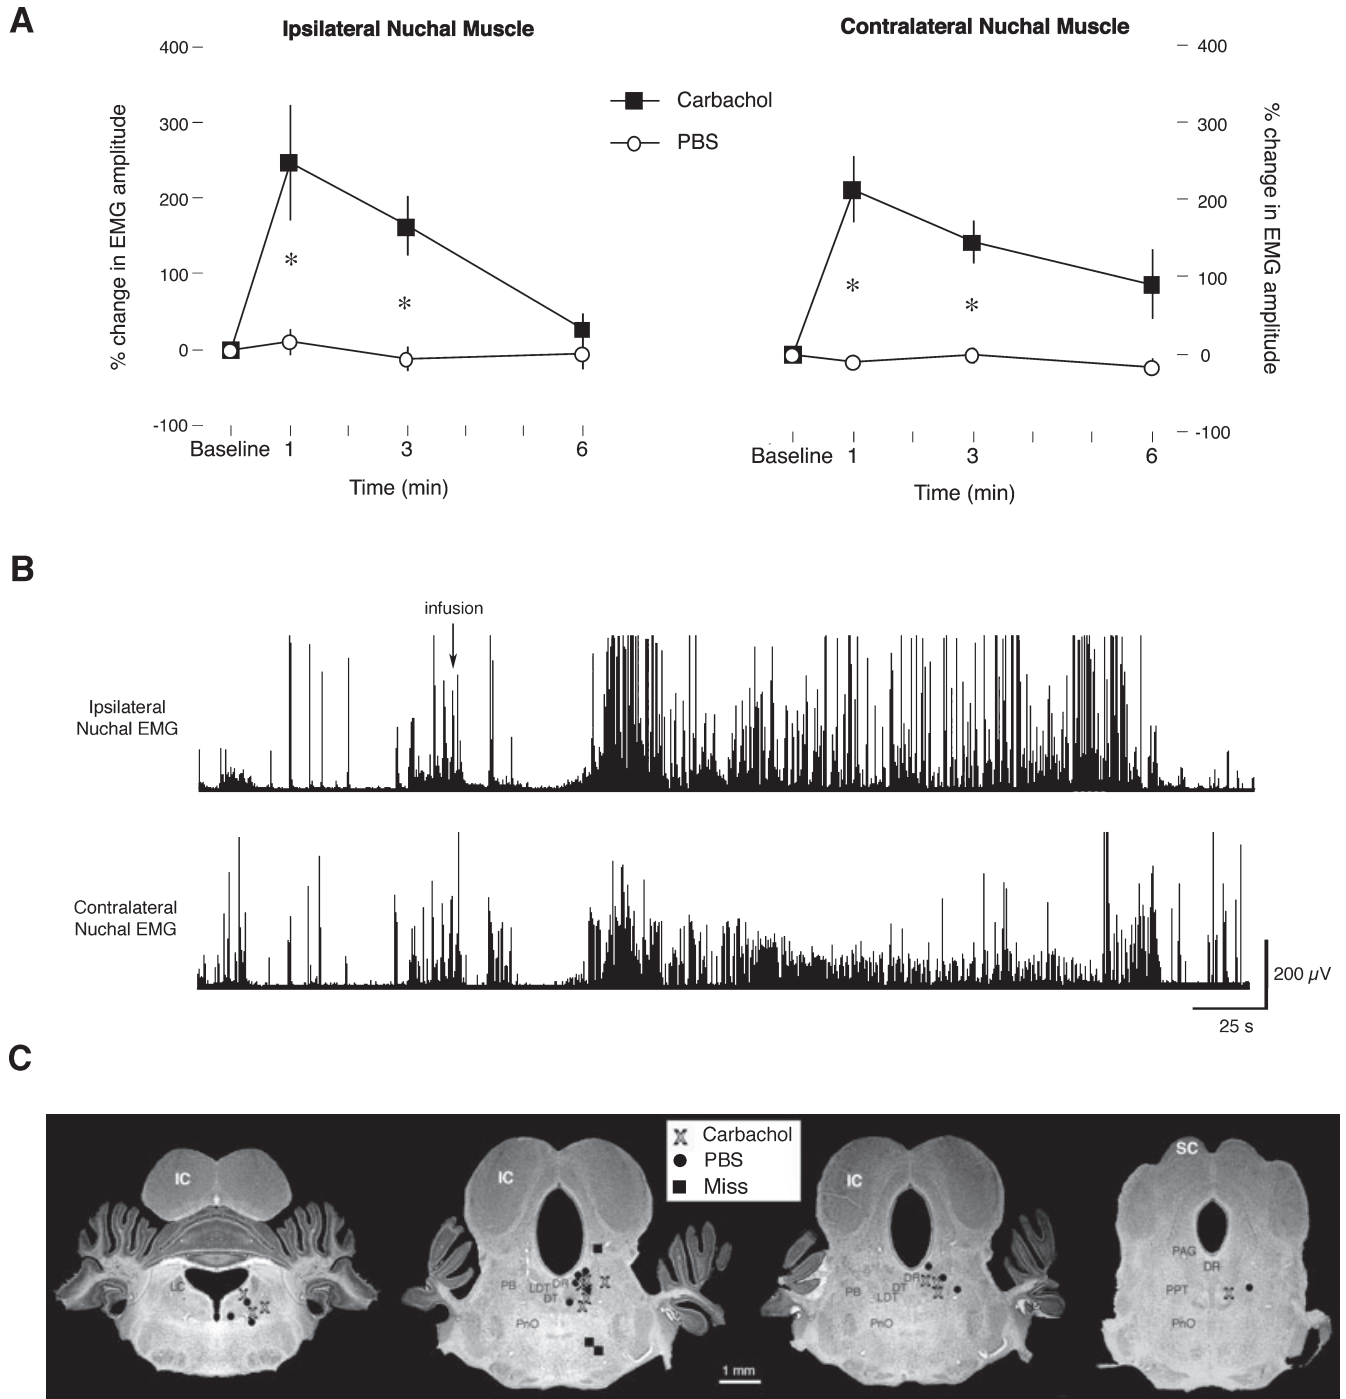 A
Ipsilateral Nuchal Muscle
Contralateral Nuchal Muscle
400
300
200
100
0
-100
% change in EMG amplitude
Baseline 1 3 6
Time (min)
Carbachol
PBS
*
*
*
*
400
300
200
100
0
-100
% change in EMG amplitude
Baseline 1 3 6
Time (min)
B
infusion
Ipsilateral
Nuchal EMG
Contralateral
Nuchal EMG
200 µV
25 s
C
Carbachol
PBS
Miss
IC
LC
IC
PB LDT DR
DT
PnO
1 mm
IC
DR
PB DT
LDT
PnO
SC
PAG
DR
PPT
PnO